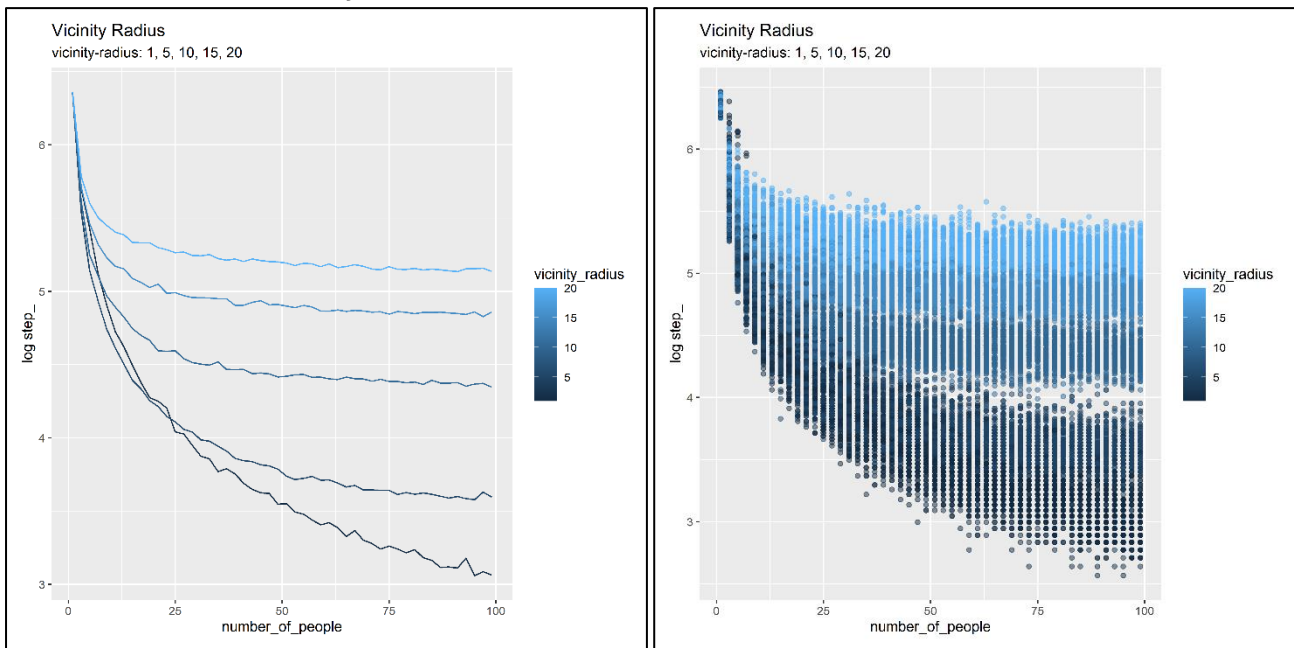 Vicinity Radius
vicinity-radius: 1, 5, 10, 15, 20
6
5
4
3
log step_
0
25
50
75
100
number_of_people
vicinity_radius
20
15
10
5
Vicinity Radius
vicinity-radius: 1, 5, 10, 15, 20
6
5
4
3
log step_
0
25
50
75
100
number_of_people
vicinity_radius
20
15
10
5